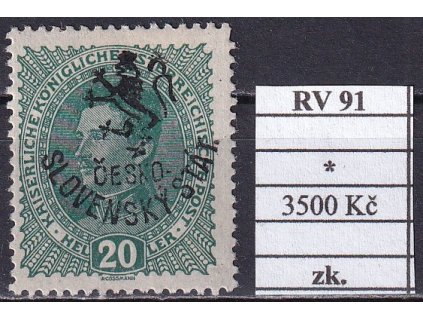 KAISERLICHE KÖNIGLICHE ÖSTERREICHISCHE POST
ČESKO-
SLOVENSKÝ STÁT.
HELLER
20
RV 91
*
3500 Kč
zk.